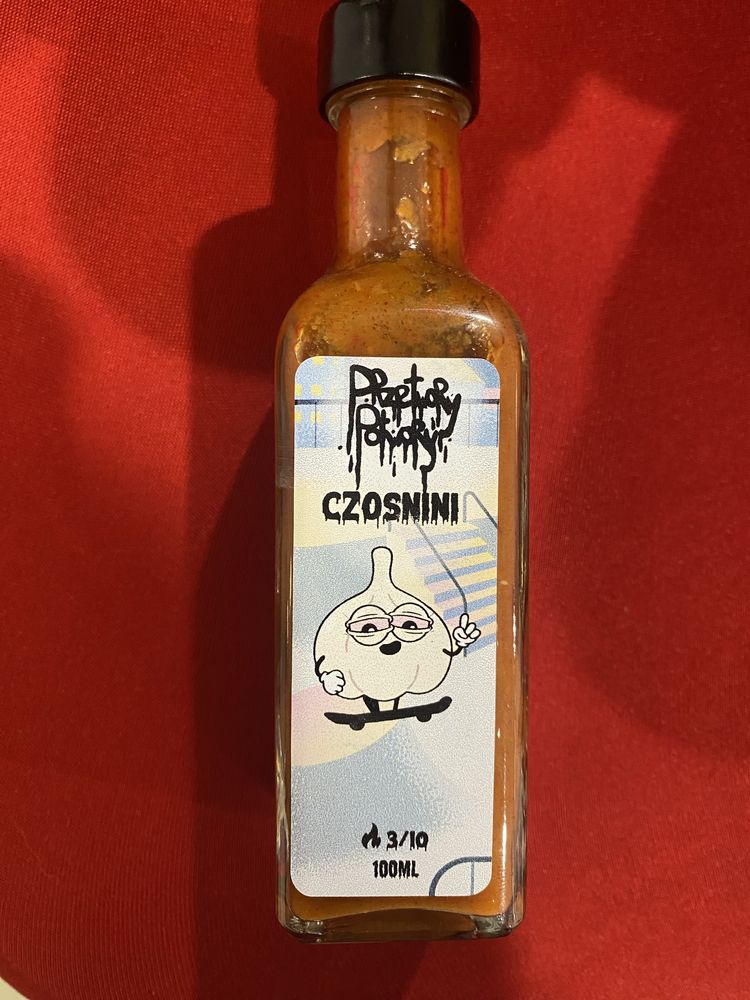 Przetwory
Potwory
CZOSNINI
3/10
100ML